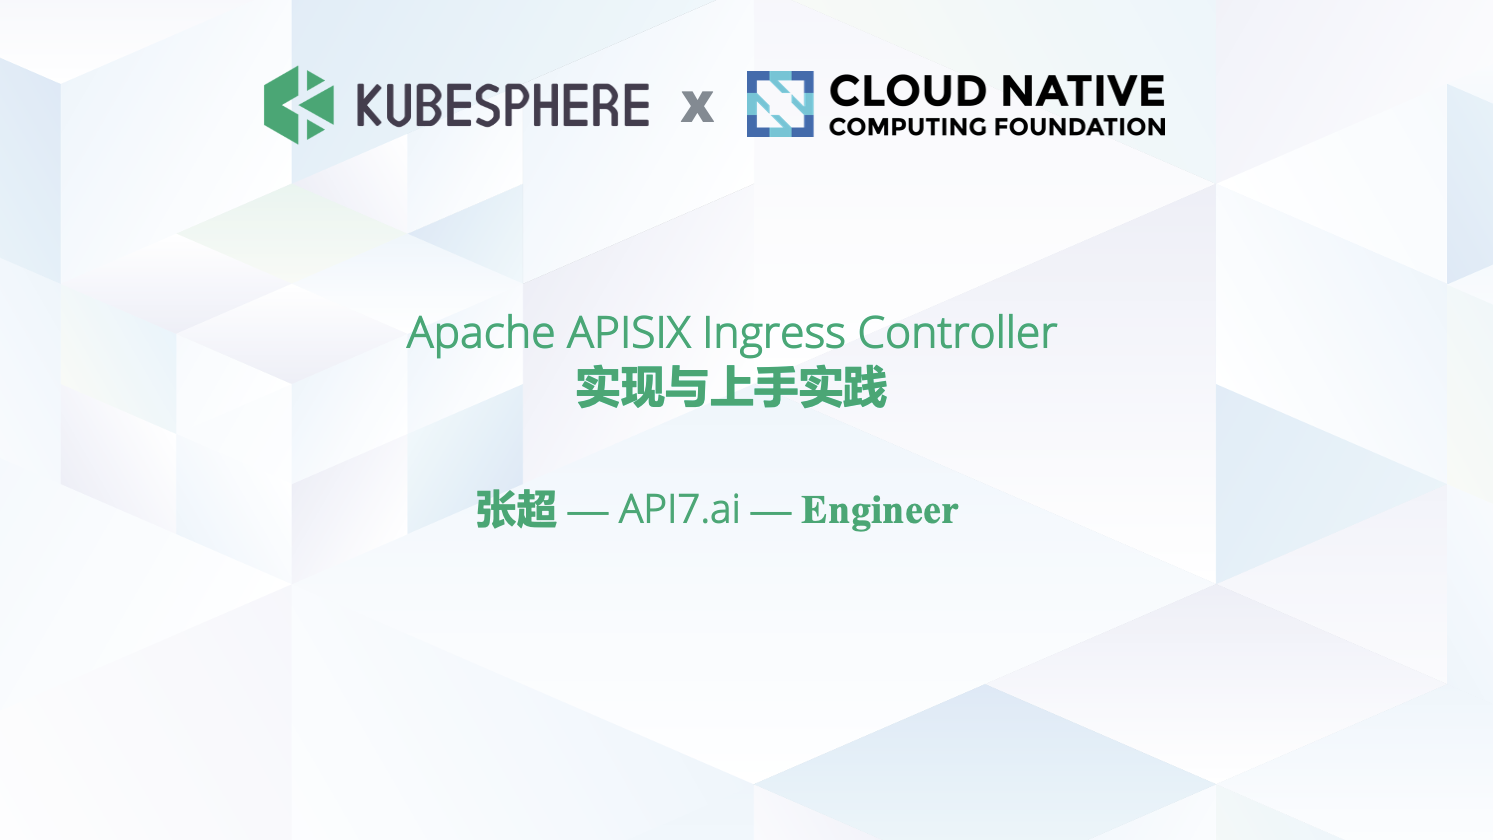 KUBESPHERE x CLOUD NATIVE
COMPUTING FOUNDATION
Apache APISIX Ingress Controller
实现与上手实践
张超 — API7.ai — Engineer